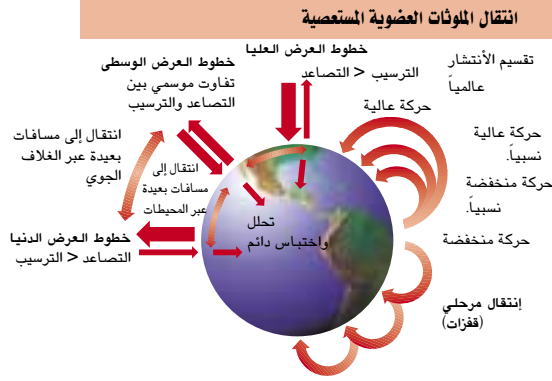 انتقال الملوثات العضوية المستعصية
خطوط العرض العليا
الترسيب > التصاعد
خطوط العرض الوسطى
تفاوت موسمي بين
التصاعد والترسيب
تقسيم الأنتشار
عالمياً
حركة عالية
حركة عالية
نسبياً.
حركة منخفضة
نسبياً.
حركة منخفضة
إنتقال مرحلي
(قفزات)
انتقال إلى مسافات
بعيدة عبر الغلاف
الجوي
انتقال إلى
مسافات بعيدة
عبر المحيطات
تحلل
واختباس دائم
خطوط العرض الدنيا
التصاعد > الترسيب